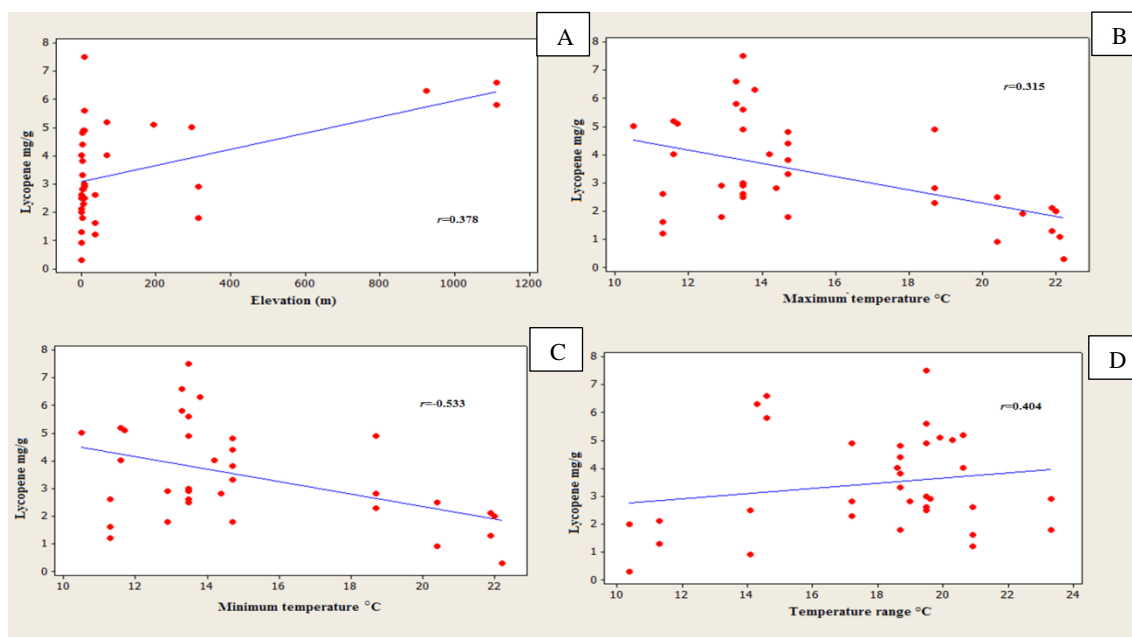 A
8
7
6
5
4
3
2
1
0
Lycopene mg/g
r=0.378
0 200 400 600 800 1000 1200
Elevation (m)
B
8
7
6
5
4
3
2
1
0
Lycopene mg/g
r=0.315
10 12 14 16 18 20 22
Maximum temperature °C
C
8
7
6
5
4
3
2
1
0
Lycopene mg/g
r=-0.533
10 12 14 16 18 20 22
Minimum temperature °C
D
8
7
6
5
4
3
2
1
0
Lycopene mg/g
r=0.404
10 12 14 16 18 20 22 24
Temperature range °C